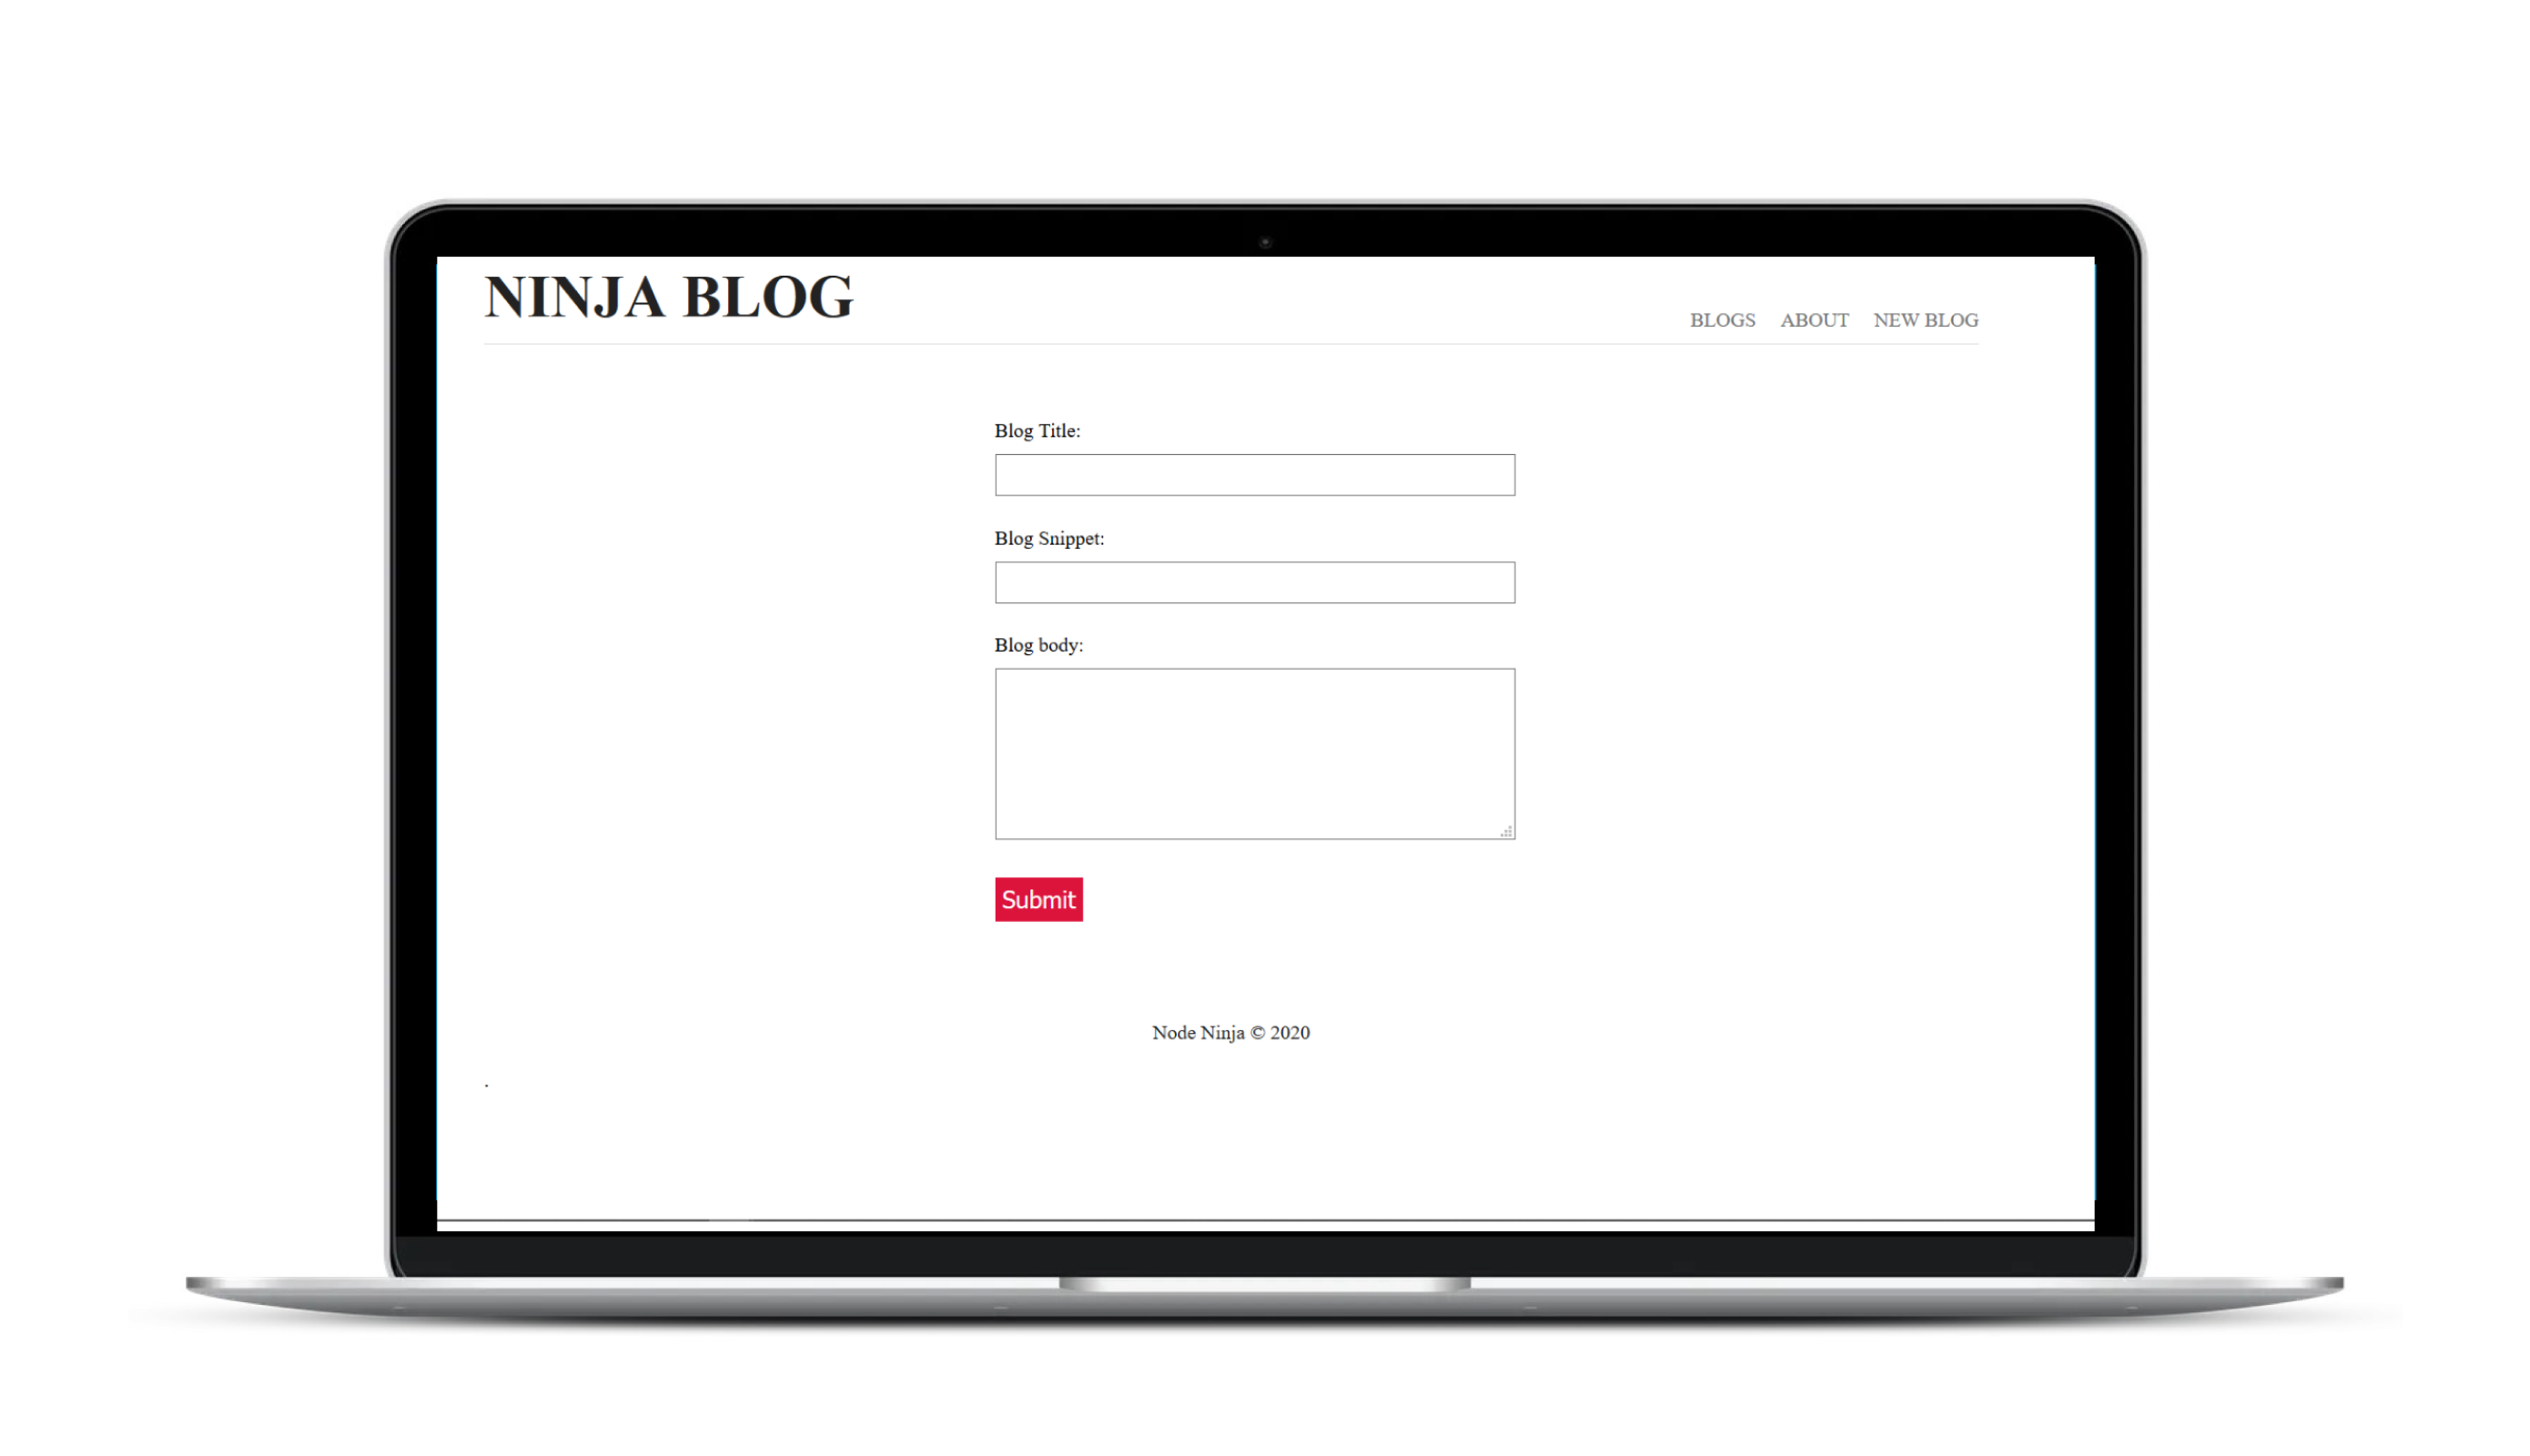 NINJA BLOG
BLOGS ABOUT NEW BLOG
Blog Title:
Blog Snippet:
Blog body:
Submit
Node Ninja © 2020
.